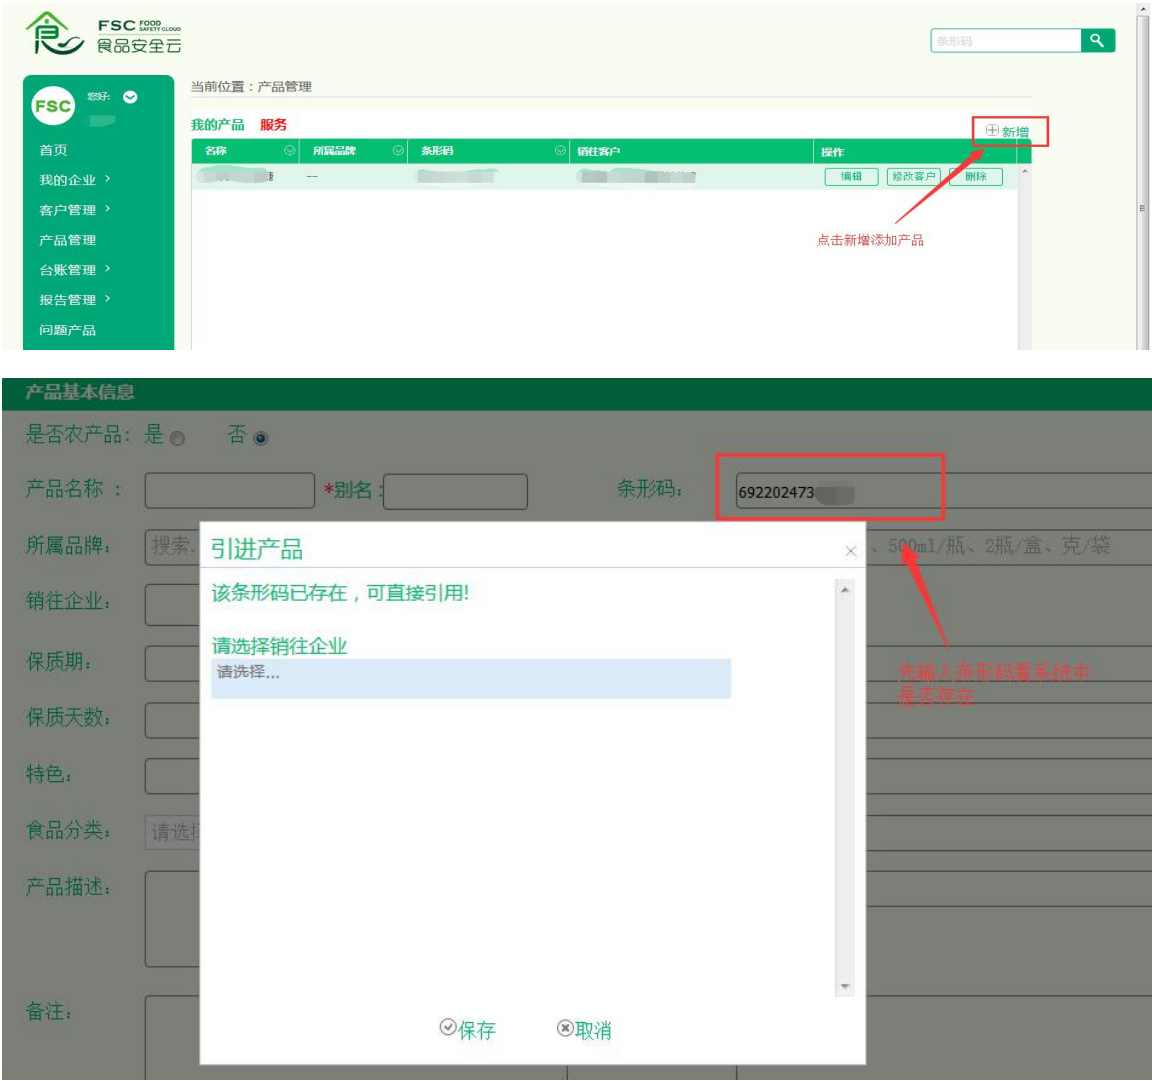 FSC FOOD SAFETY CLOUD
食品安全云
条形码
FSC
您好:
当前位置：产品管理
我的产品 服务
新增
名称 所属品牌 条形码 销往客户 操作
-- 编辑 修改客户 删除
点击新增添加产品
首页
我的企业 >
客户管理 >
产品管理
台账管理 >
报告管理 >
问题产品
产品基本信息
是否农产品: 是 否
产品名称 : *别名 : 条形码: 692202473
所属品牌: 搜索. 、500ml/瓶、2瓶/盒、克/袋
引进产品 ×
该条形码已存在，可直接引用!
请选择销往企业
请选择...
先输入条形码看系统中
是否存在
销往企业:
保质期:
保质天数:
特色:
食品分类: 请选择
产品描述:
备注:
保存 取消